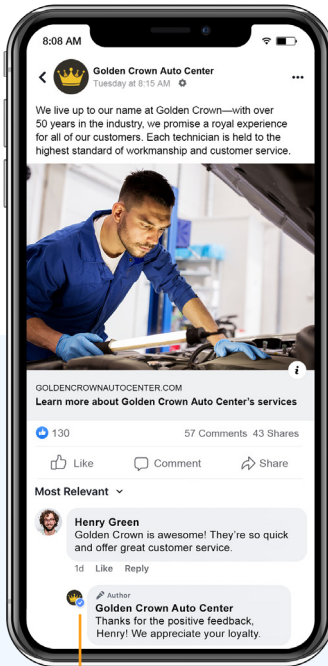 8:08 AM
Golden Crown Auto Center
Tuesday at 8:15 AM
We live up to our name at Golden Crown—with over
50 years in the industry, we promise a royal experience
for all of our customers. Each technician is held to the
highest standard of workmanship and customer service.
i
GOLDENCROWNAUTOCENTER.COM
Learn more about Golden Crown Auto Center's services
130 57 Comments 43 Shares
Like Comment Share
Most Relevant
Henry Green
Golden Crown is awesome! They're so quick
and offer great customer service.
1d Like Reply
Author
Golden Crown Auto Center
Thanks for the positive feedback,
Henry! We appreciate your loyalty.